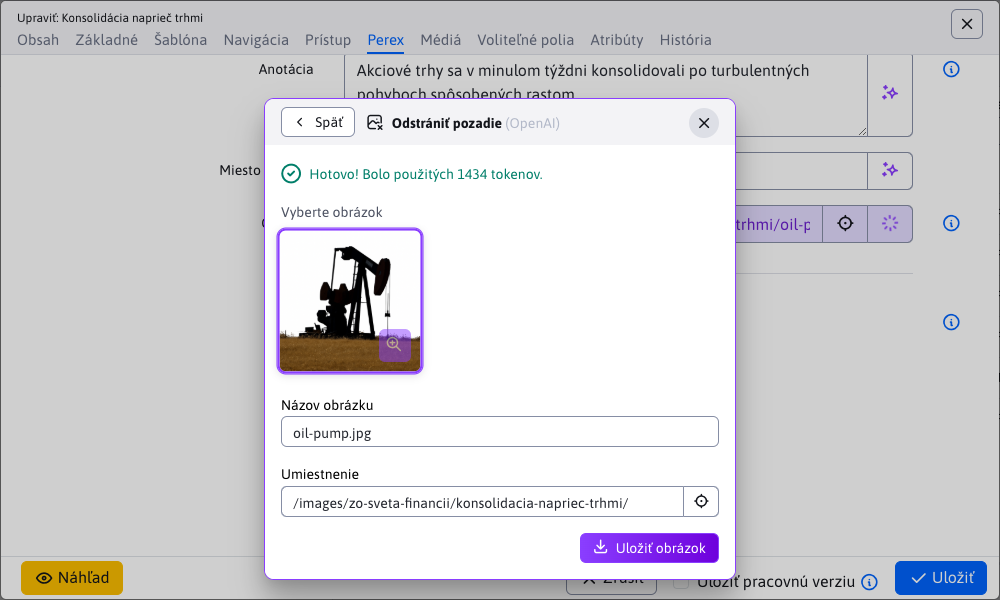 Upraviť: Konsolidácia naprieč trhmi
Obsah Základné Šablóna Navigácia Prístup Perex Médiá Voliteľné polia Atribúty História
Anotácia
Akciové trhy sa v minulom týždni konsolidovali po turbulentných
pohyboch spôsobených rastom
Späť
Odstrániť pozadie (OpenAI)
Miesto
Hotovo! Bolo použitých 1434 tokenov.
Vyberte obrázok
trhmi/oil-p
Názov obrázku
oil-pump.jpg
Umiestnenie
/images/zo-sveta-financii/konsolidacia-napriec-trhmi/
Uložiť obrázok
Náhľad
Zrušiť
Uložiť pracovnú verziu
Uložiť